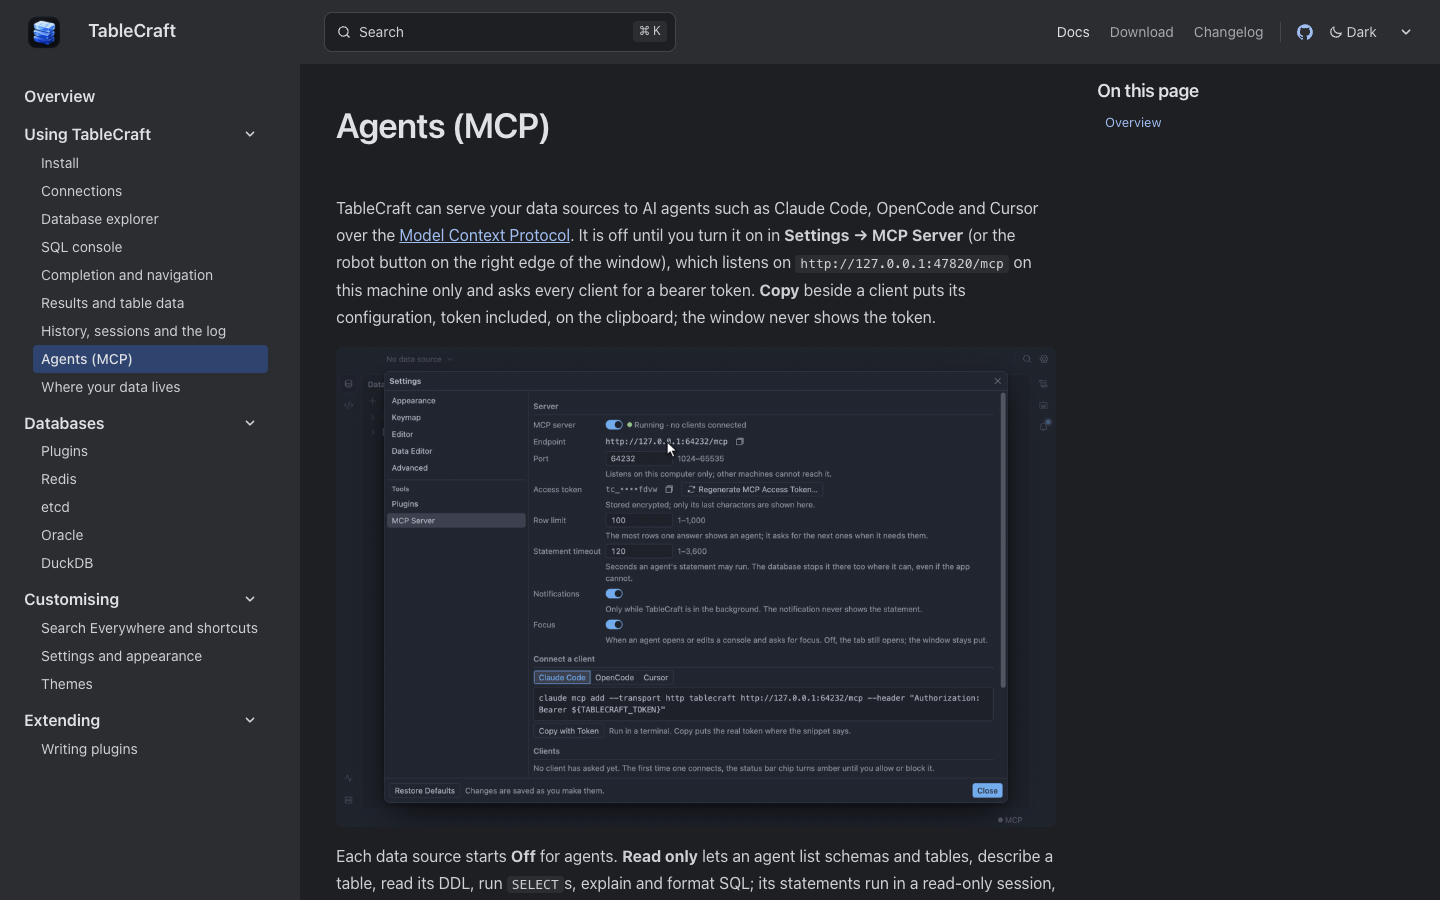 TableCraft
Search
⌘ K
Docs
Download
Changelog
Dark
Overview
Using TableCraft
Install
Connections
Database explorer
SQL console
Completion and navigation
Results and table data
History, sessions and the log
Agents (MCP)
Where your data lives
Databases
Plugins
Redis
etcd
Oracle
DuckDB
Customising
Search Everywhere and shortcuts
Settings and appearance
Themes
Extending
Writing plugins
Agents (MCP)
TableCraft can serve your data sources to AI agents such as Claude Code, OpenCode and Cursor
over the Model Context Protocol. It is off until you turn it on in Settings → MCP Server (or the
robot button on the right edge of the window), which listens on http://127.0.0.1:47820/mcp on
this machine only and asks every client for a bearer token. Copy beside a client puts its
configuration, token included, on the clipboard; the window never shows the token.
No data source
Data
Settings
Appearance
Keymap
Editor
Data Editor
Advanced
Tools
Plugins
MCP Server
Server
MCP server Running - no clients connected
Endpoint http://127.0.0.1:64232/mcp
Port 64232 1024–65535
Listens on this computer only; other machines cannot reach it.
Access token tc_••••fdvw Regenerate MCP Access Token...
Stored encrypted; only its last characters are shown here.
Row limit 100 1–1,000
The most rows one answer shows an agent; it asks for the next ones when it needs them.
Statement timeout 120 1–3,600
Seconds an agent's statement may run. The database stops it there too where it can, even if the app
cannot.
Notifications
Only while TableCraft is in the background. The notification never shows the statement.
Focus
When an agent opens or edits a console and asks for focus. Off, the tab still opens; the window stays put.
Connect a client
Claude Code OpenCode Cursor
claude mcp add --transport http tablecraft http://127.0.0.1:64232/mcp --header "Authorization:
Bearer ${TABLECRAFT_TOKEN}"
Copy with Token Run in a terminal. Copy puts the real token where the snippet says.
Clients
No client has asked yet. The first time one connects, the status bar chip turns amber until you allow or block it.
Restore Defaults Changes are saved as you make them. Close
MCP
Each data source starts Off for agents. Read only lets an agent list schemas and tables, describe a
table, read its DDL, run SELECTs, explain and format SQL; its statements run in a read-only session,
On this page
Overview